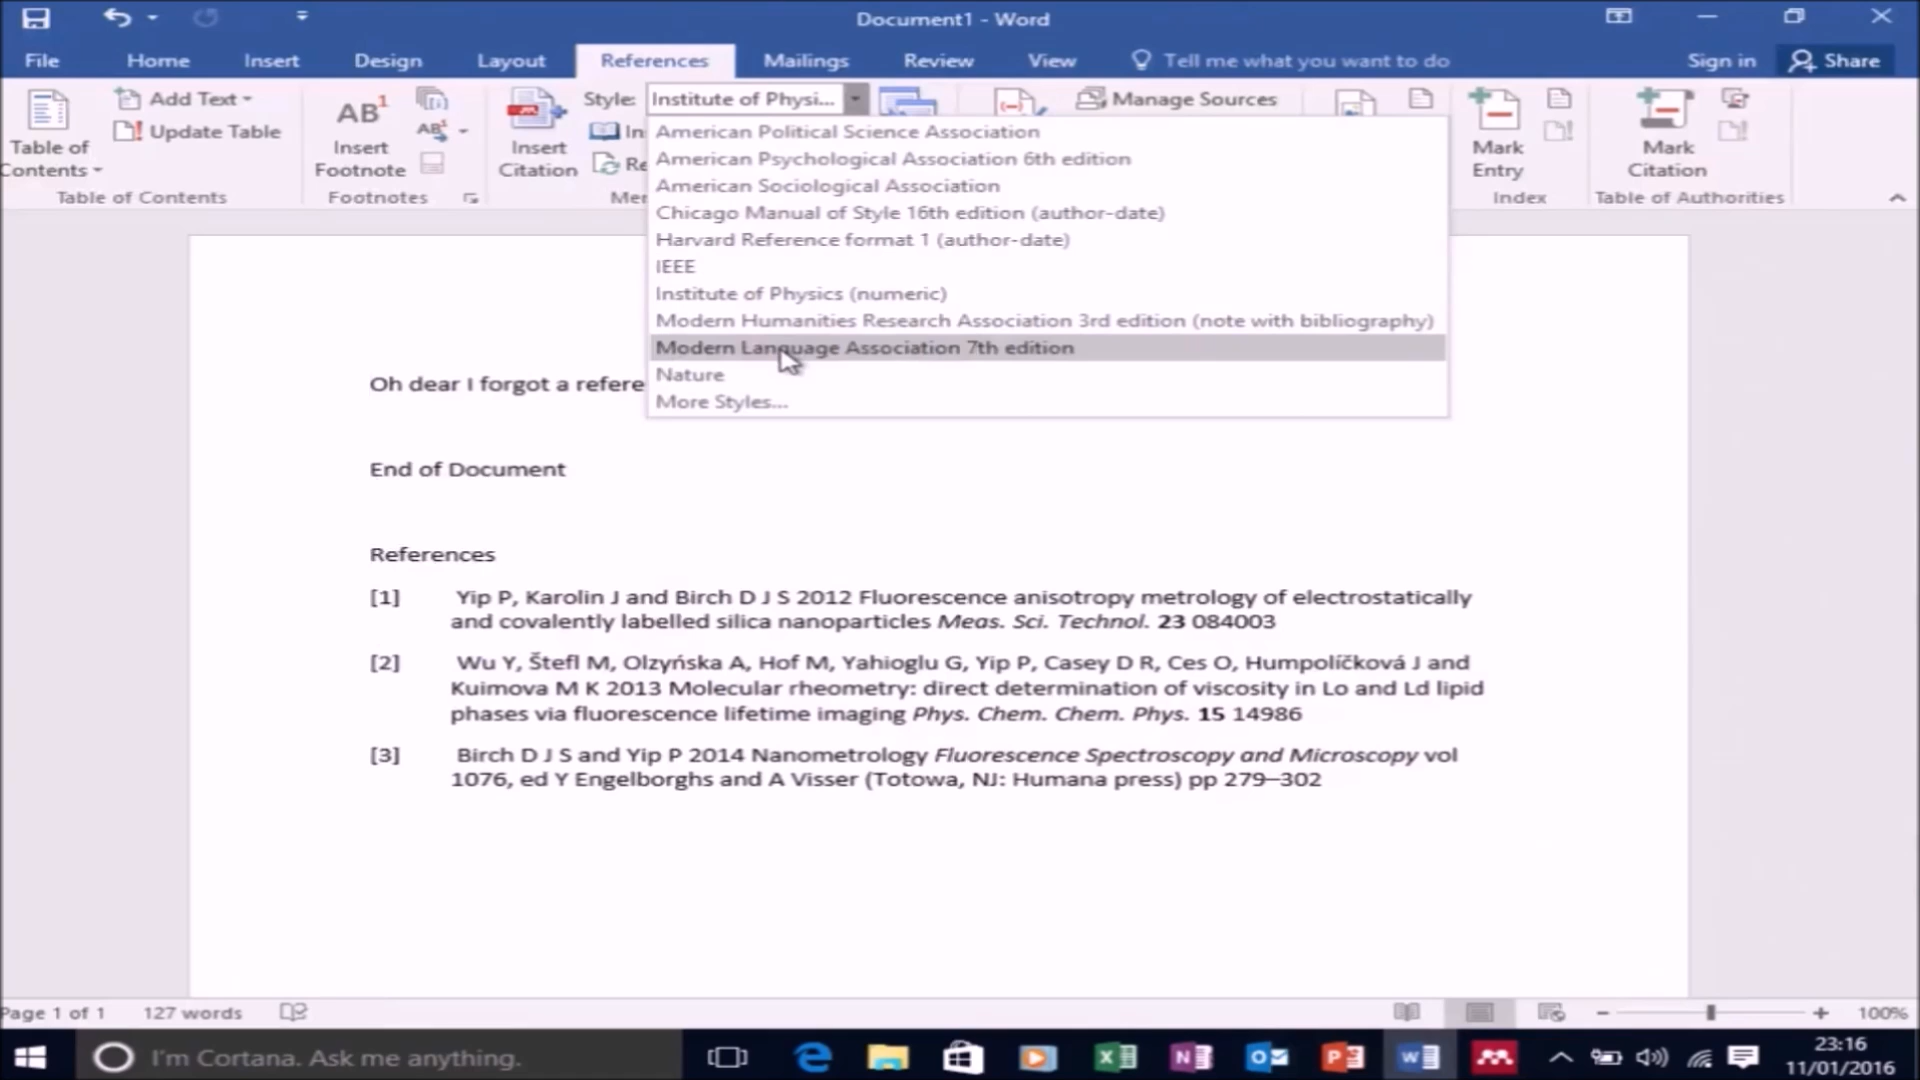 Document1 - Word
File Home Insert Design Layout References Mailings Review View Tell me what you want to do Sign in Share
Table of Contents
Add Text
Update Table
Table of Contents
AB1
Insert Footnote
AB
Footnotes
Insert Citation
Style: Institute of Physi...
Manage Sources
Mark Entry
Index
Mark Citation
Table of Authorities
American Political Science Association
American Psychological Association 6th edition
American Sociological Association
Chicago Manual of Style 16th edition (author-date)
Harvard Reference format 1 (author-date)
IEEE
Institute of Physics (numeric)
Modern Humanities Research Association 3rd edition (note with bibliography)
Modern Language Association 7th edition
Nature
More Styles...
Oh dear I forgot a refere
End of Document
References
[1] Yip P, Karolin J and Birch D J S 2012 Fluorescence anisotropy metrology of electrostatically
and covalently labelled silica nanoparticles Meas. Sci. Technol. 23 084003
[2] Wu Y, Štefl M, Olzyńska A, Hof M, Yahioglu G, Yip P, Casey D R, Ces O, Humpolíčková J and
Kuimova M K 2013 Molecular rheometry: direct determination of viscosity in Lo and Ld lipid
phases via fluorescence lifetime imaging Phys. Chem. Chem. Phys. 15 14986
[3] Birch D J S and Yip P 2014 Nanometrology Fluorescence Spectroscopy and Microscopy vol
1076, ed Y Engelborghs and A Visser (Totowa, NJ: Humana press) pp 279–302
Page 1 of 1 127 words 100%
I'm Cortana. Ask me anything.
23:16
11/01/2016